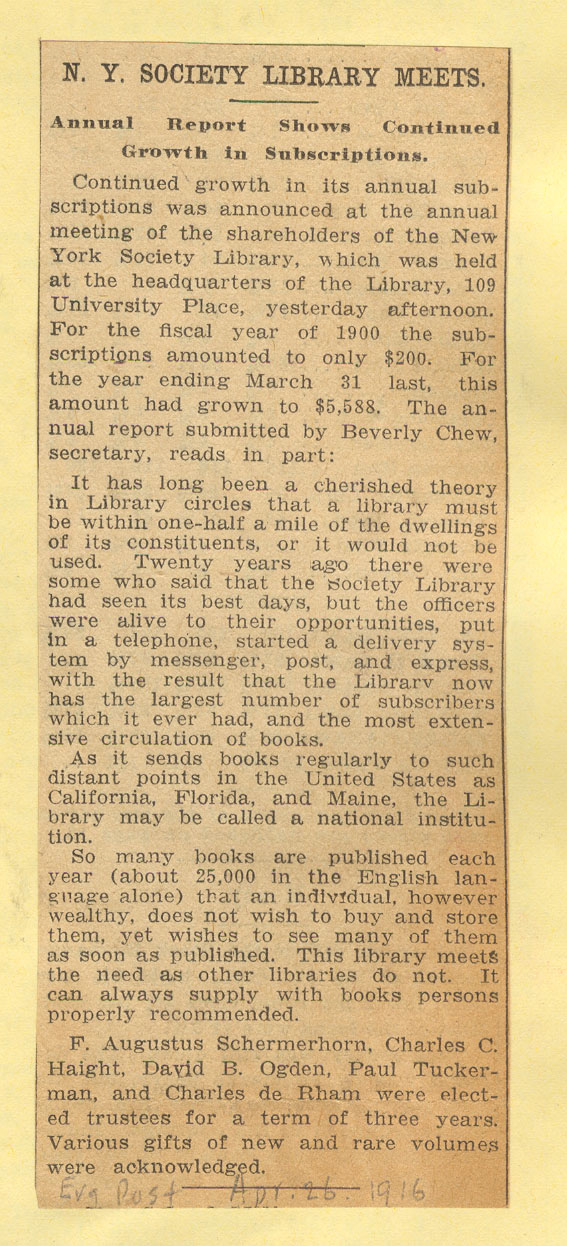 N. Y. SOCIETY LIBRARY MEETS.
Annual Report Shows Continued
Growth in Subscriptions.
Continued growth in its annual sub-
scriptions was announced at the annual
meeting of the shareholders of the New
York Society Library, which was held
at the headquarters of the Library, 109
University Place, yesterday afternoon.
For the fiscal year of 1900 the sub-
scriptions amounted to only $200. For
the year ending March 31 last, this
amount had grown to $5,588. The an-
nual report submitted by Beverly Chew,
secretary, reads in part:
It has long been a cherished theory
in Library circles that a library must
be within one-half a mile of the dwellings
of its constituents, or it would not be
used. Twenty years ago there were
some who said that the Society Library
had seen its best days, but the officers
were alive to their opportunities, put
in a telephone, started a delivery sys-
tem by messenger, post, and express,
with the result that the Library now
has the largest number of subscribers
which it ever had, and the most exten-
sive circulation of books.
As it sends books regularly to such
distant points in the United States as
California, Florida, and Maine, the Li-
brary may be called a national institu-
tion.
So many books are published each
year (about 25,000 in the English lan-
guage alone) that an individual, however
wealthy, does not wish to buy and store
them, yet wishes to see many of them
as soon as published. This library meets
the need as other libraries do not. It
can always supply with books persons
properly recommended.
F. Augustus Schermerhorn, Charles C.
Haight, David B. Ogden, Paul Tucker-
man, and Charles de Rham were elect-
ed trustees for a term of three years.
Various gifts of new and rare volumes
were acknowledged.
Evg Post Apr. 26. 1916